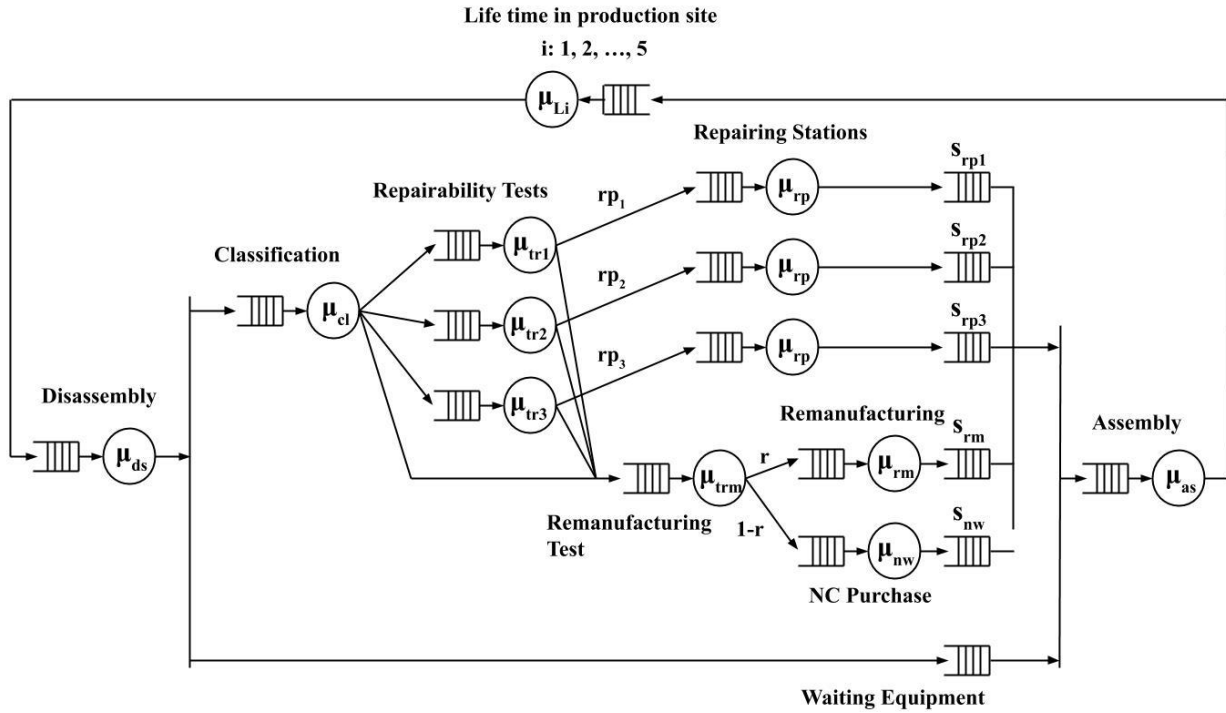 Life time in production site
i: 1, 2, …, 5
μLi
Repairing Stations
srp1
Repairability Tests
rp1
μrp
μtr1
srp2
Classification
rp2
μrp
μcl
μtr2
srp3
rp3
μrp
μtr3
Disassembly
Remanufacturing
srm
Assembly
μds
μtrm
r
μrm
μas
Remanufacturing
Test
1-r
snw
μnw
NC Purchase
Waiting Equipment